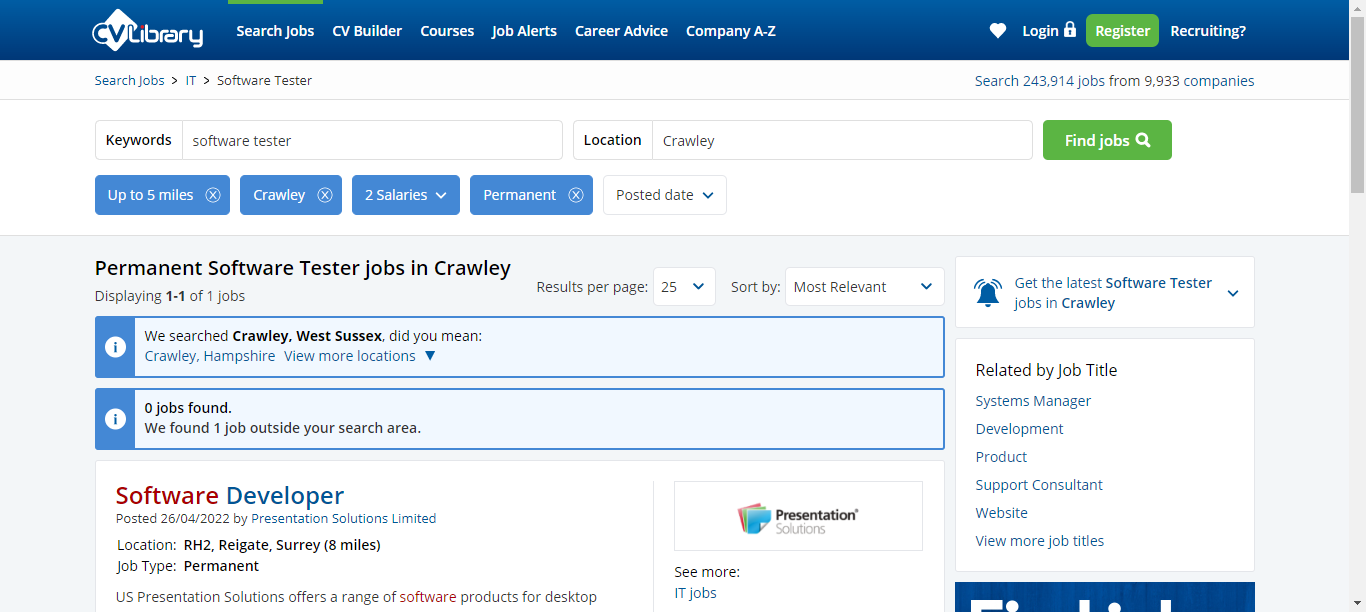 CVLibrary
Search Jobs CV Builder Courses Job Alerts Career Advice Company A-Z
Login Register Recruiting?
Search Jobs > IT > Software Tester
Search 243,914 jobs from 9,933 companies
Keywords software tester Location Crawley Find jobs
Up to 5 miles Crawley 2 Salaries Permanent Posted date
Permanent Software Tester jobs in Crawley
Displaying 1-1 of 1 jobs
Results per page: 25 Sort by: Most Relevant
We searched Crawley, West Sussex, did you mean:
Crawley, Hampshire View more locations ▼
0 jobs found.
We found 1 job outside your search area.
Software Developer
Posted 26/04/2022 by Presentation Solutions Limited
Location: RH2, Reigate, Surrey (8 miles)
Job Type: Permanent
US Presentation Solutions offers a range of software products for desktop
Presentation
Solutions
See more:
IT jobs
Get the latest Software Tester
jobs in Crawley
Related by Job Title
Systems Manager
Development
Product
Support Consultant
Website
View more job titles